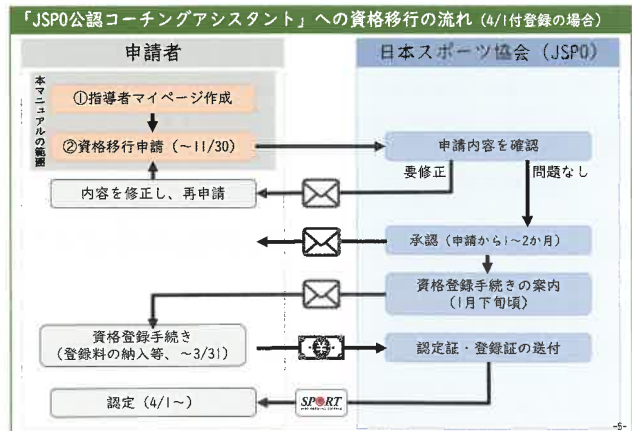 「JSPO公認コーチングアシスタント」への資格移行の流れ (4/1付登録の場合)
申請者
日本スポーツ協会 (JSPO)
本マニュアルの範囲
①指導者マイページ作成
②資格移行申請 (～11/30)
申請内容を確認
要修正
問題なし
内容を修正し、再申請
承認 (申請から1～2か月)
資格登録手続きの案内
(1月下旬頃)
資格登録手続き
(登録料の納入等、～3/31)
認定証・登録証の送付
認定 (4/1～)
SPORT
-5-